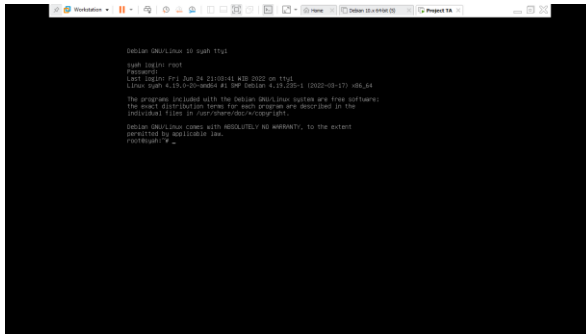 Workstation
Home
Debian 10 x 64-bit (S)
Project TA
Debian GNU/Linux 10 syah tty1
syah login: root
Password:
Last login: Fri Jun 24 21:03:41 WIB 2022 on tty1
Linux syah 4.19.0-20-amd64 #1 SMP Debian 4.19.235-1 (2022-03-17) x86_64
The programs included with the Debian GNU/Linux system are free software;
the exact distribution terms for each program are described in the
individual files in /usr/share/doc/*/copyright.
Debian GNU/Linux comes with ABSOLUTELY NO WARRANTY, to the extent
permitted by applicable law.
root@syah:~# _